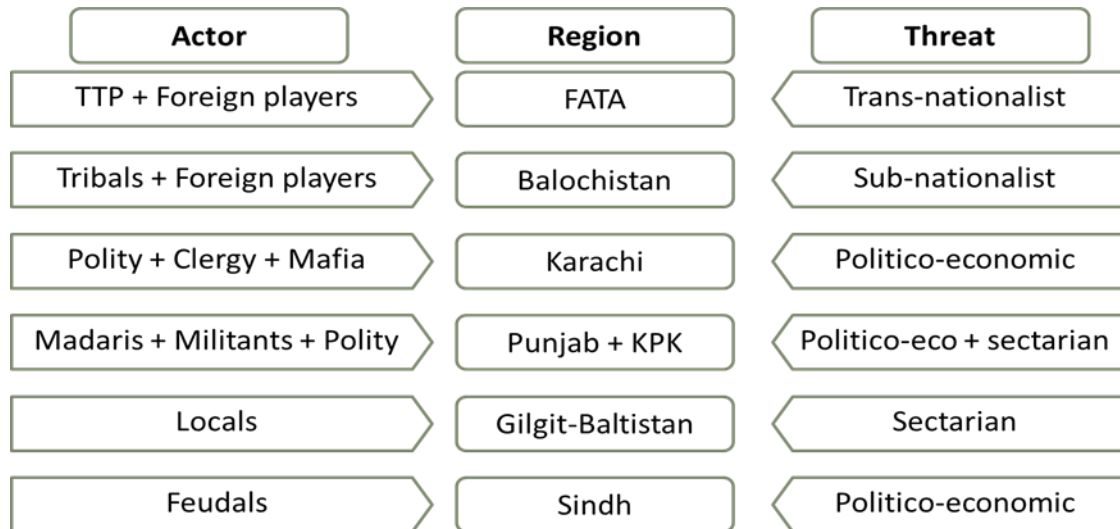 Actor Region Threat
TTP + Foreign players FATA Trans-nationalist
Tribals + Foreign players Balochistan Sub-nationalist
Polity + Clergy + Mafia Karachi Politico-economic
Madaris + Militants + Polity Punjab + KPK Politico-eco + sectarian
Locals Gilgit-Baltistan Sectarian
Feudals Sindh Politico-economic